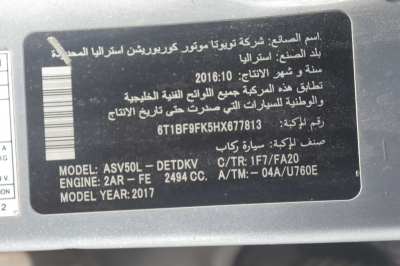 اسم الصانع: شركة تويوتا موتور كوربوريشن استراليا المحدودة
بلد الصنع: استراليا
سنة و شهر الانتاج: 2016:10
تطابق هذه المركبة جميع اللوائح الفنية الخليجية
والوطنية للسيارات التي صدرت حتى تاريخ الانتاج
رقم المركبة: 6T1BF9FK5HX677813
صنف المركبة: سيارة ركاب
MODEL: ASV50L - DETDKV C/TR: 1F7/FA20
ENGINE: 2AR - FE 2494 CC. A/TM: -04A/U760E
MODEL YEAR: 2017